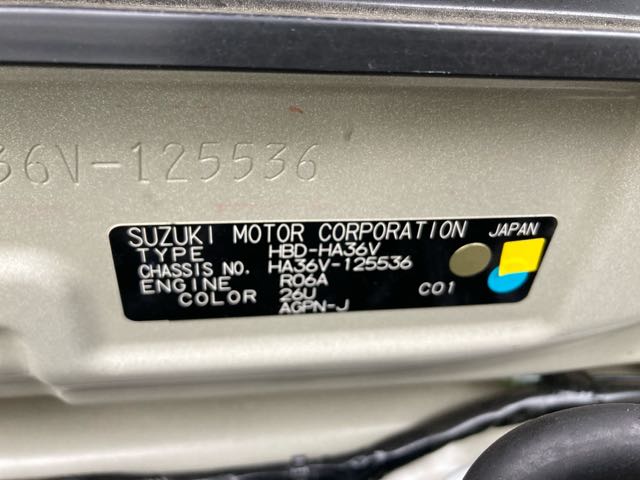 36V-125536
SUZUKI MOTOR CORPORATION JAPAN
TYPE HBD-HA36V
CHASSIS NO. HA36V-125536
ENGINE R06A
COLOR 26U C01
AGPN-J